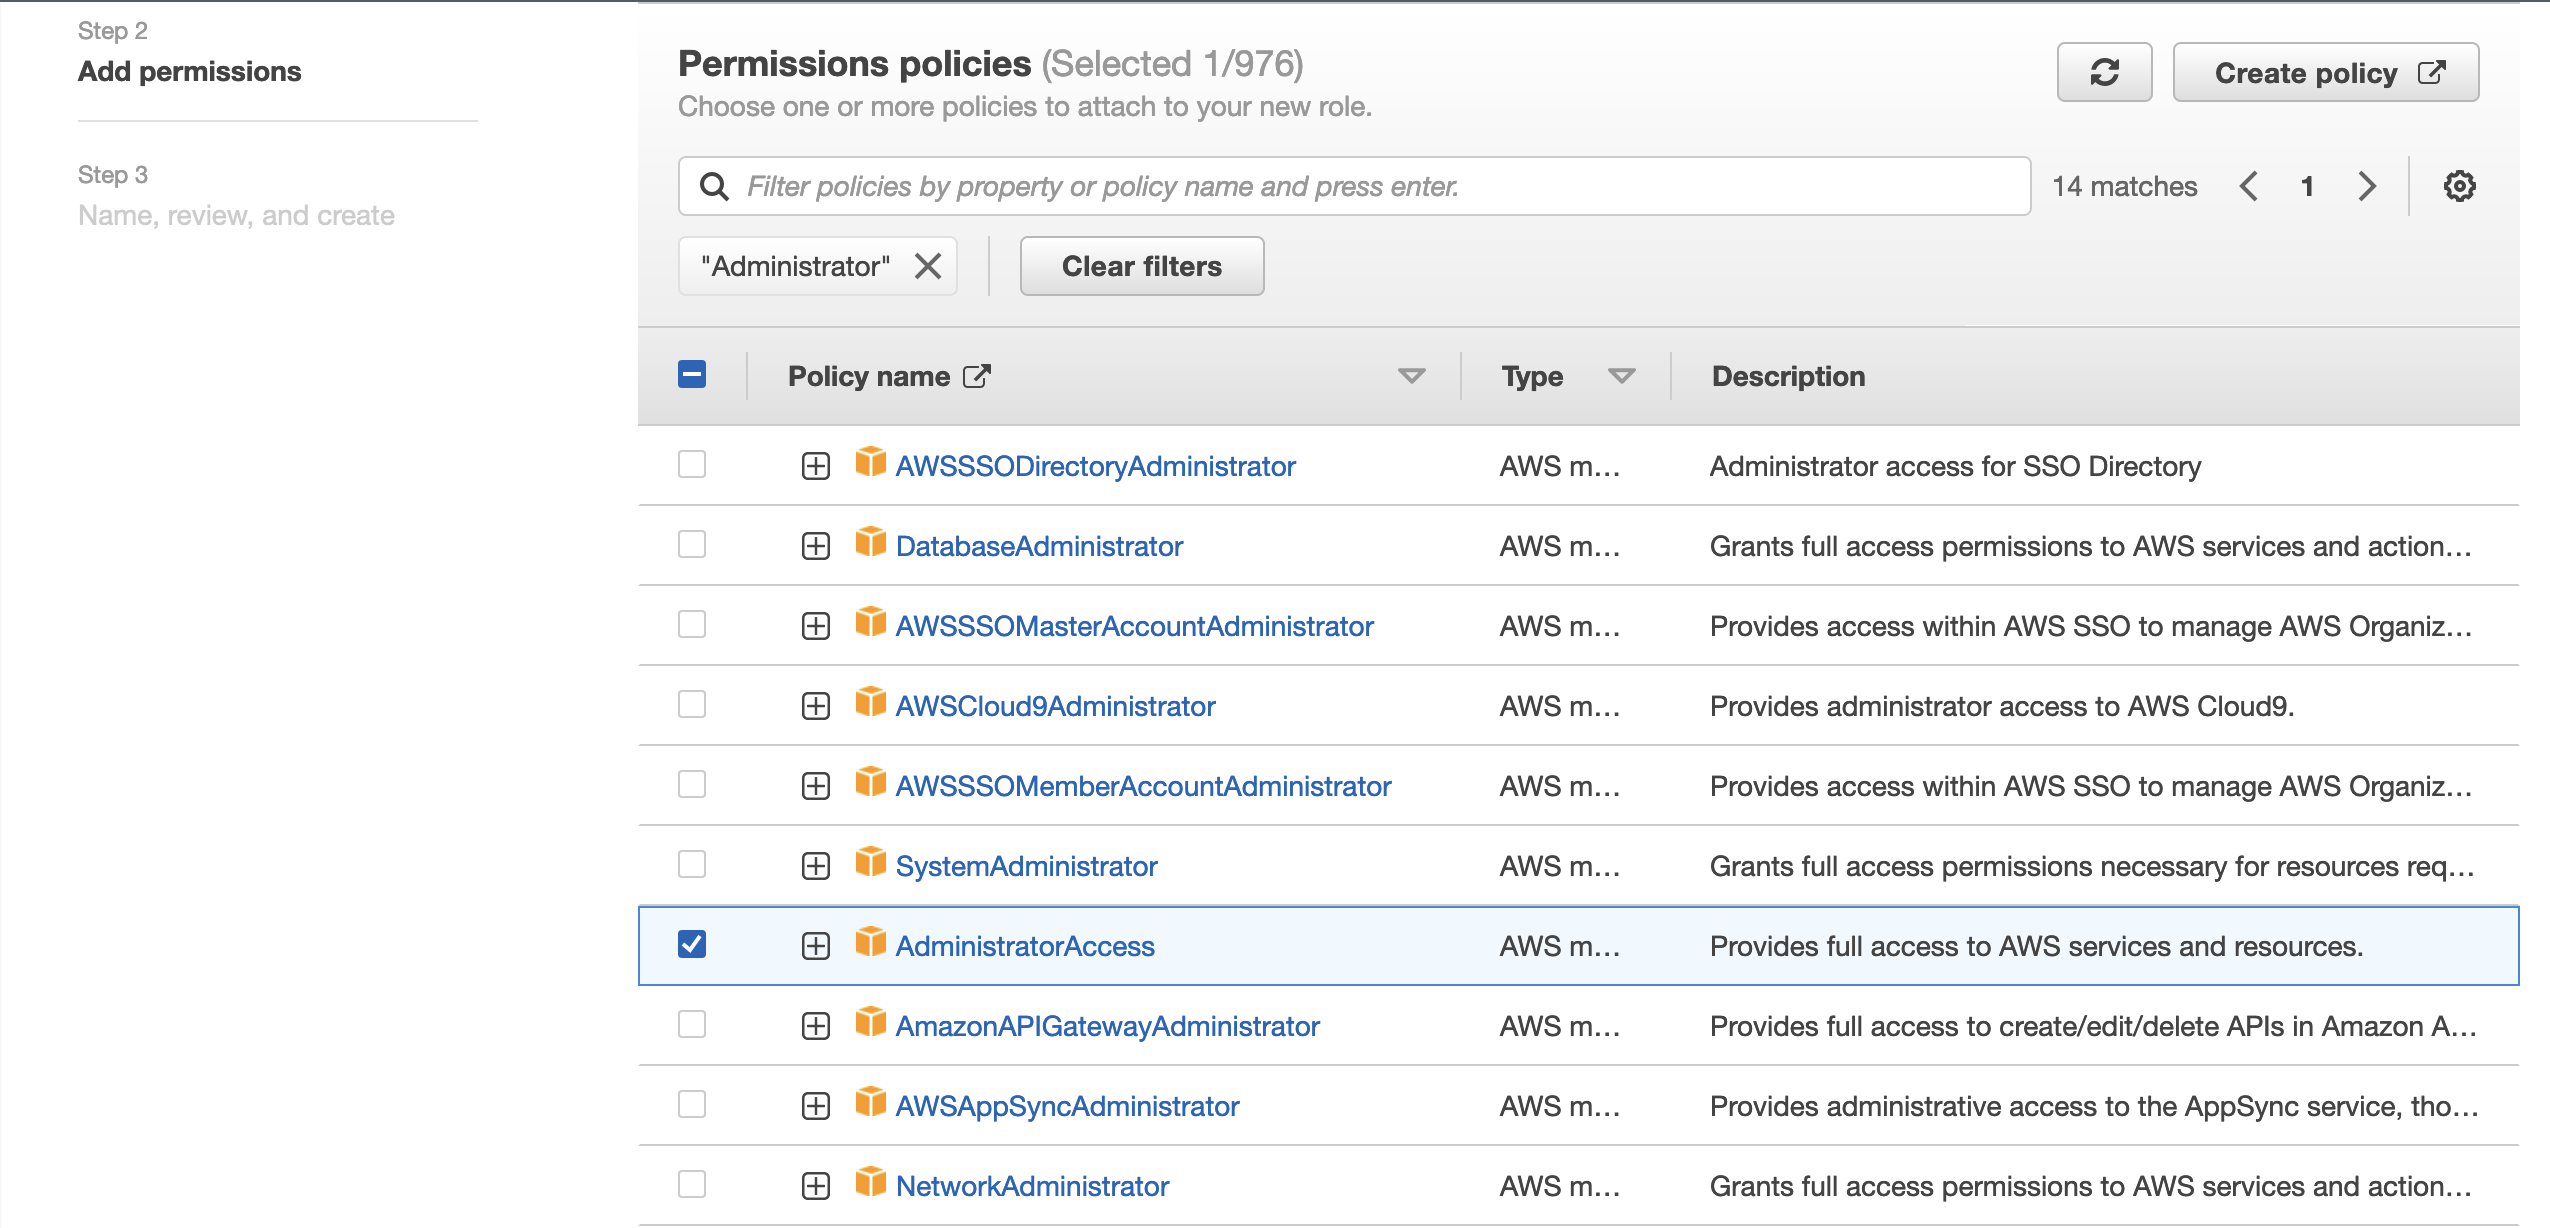 Step 2
Add permissions
Step 3
Name, review, and create
Permissions policies (Selected 1/976)
Choose one or more policies to attach to your new role.
Create policy
Filter policies by property or policy name and press enter.
14 matches
1
"Administrator"
Clear filters
Policy name
Type
Description
AWSSSODirectoryAdministrator AWS m... Administrator access for SSO Directory
DatabaseAdministrator AWS m... Grants full access permissions to AWS services and action...
AWSSSOMasterAccountAdministrator AWS m... Provides access within AWS SSO to manage AWS Organiz...
AWSCloud9Administrator AWS m... Provides administrator access to AWS Cloud9.
AWSSSOMemberAccountAdministrator AWS m... Provides access within AWS SSO to manage AWS Organiz...
SystemAdministrator AWS m... Grants full access permissions necessary for resources req...
AdministratorAccess AWS m... Provides full access to AWS services and resources.
AmazonAPIGatewayAdministrator AWS m... Provides full access to create/edit/delete APIs in Amazon A...
AWSAppSyncAdministrator AWS m... Provides administrative access to the AppSync service, tho...
NetworkAdministrator AWS m... Grants full access permissions to AWS services and action...